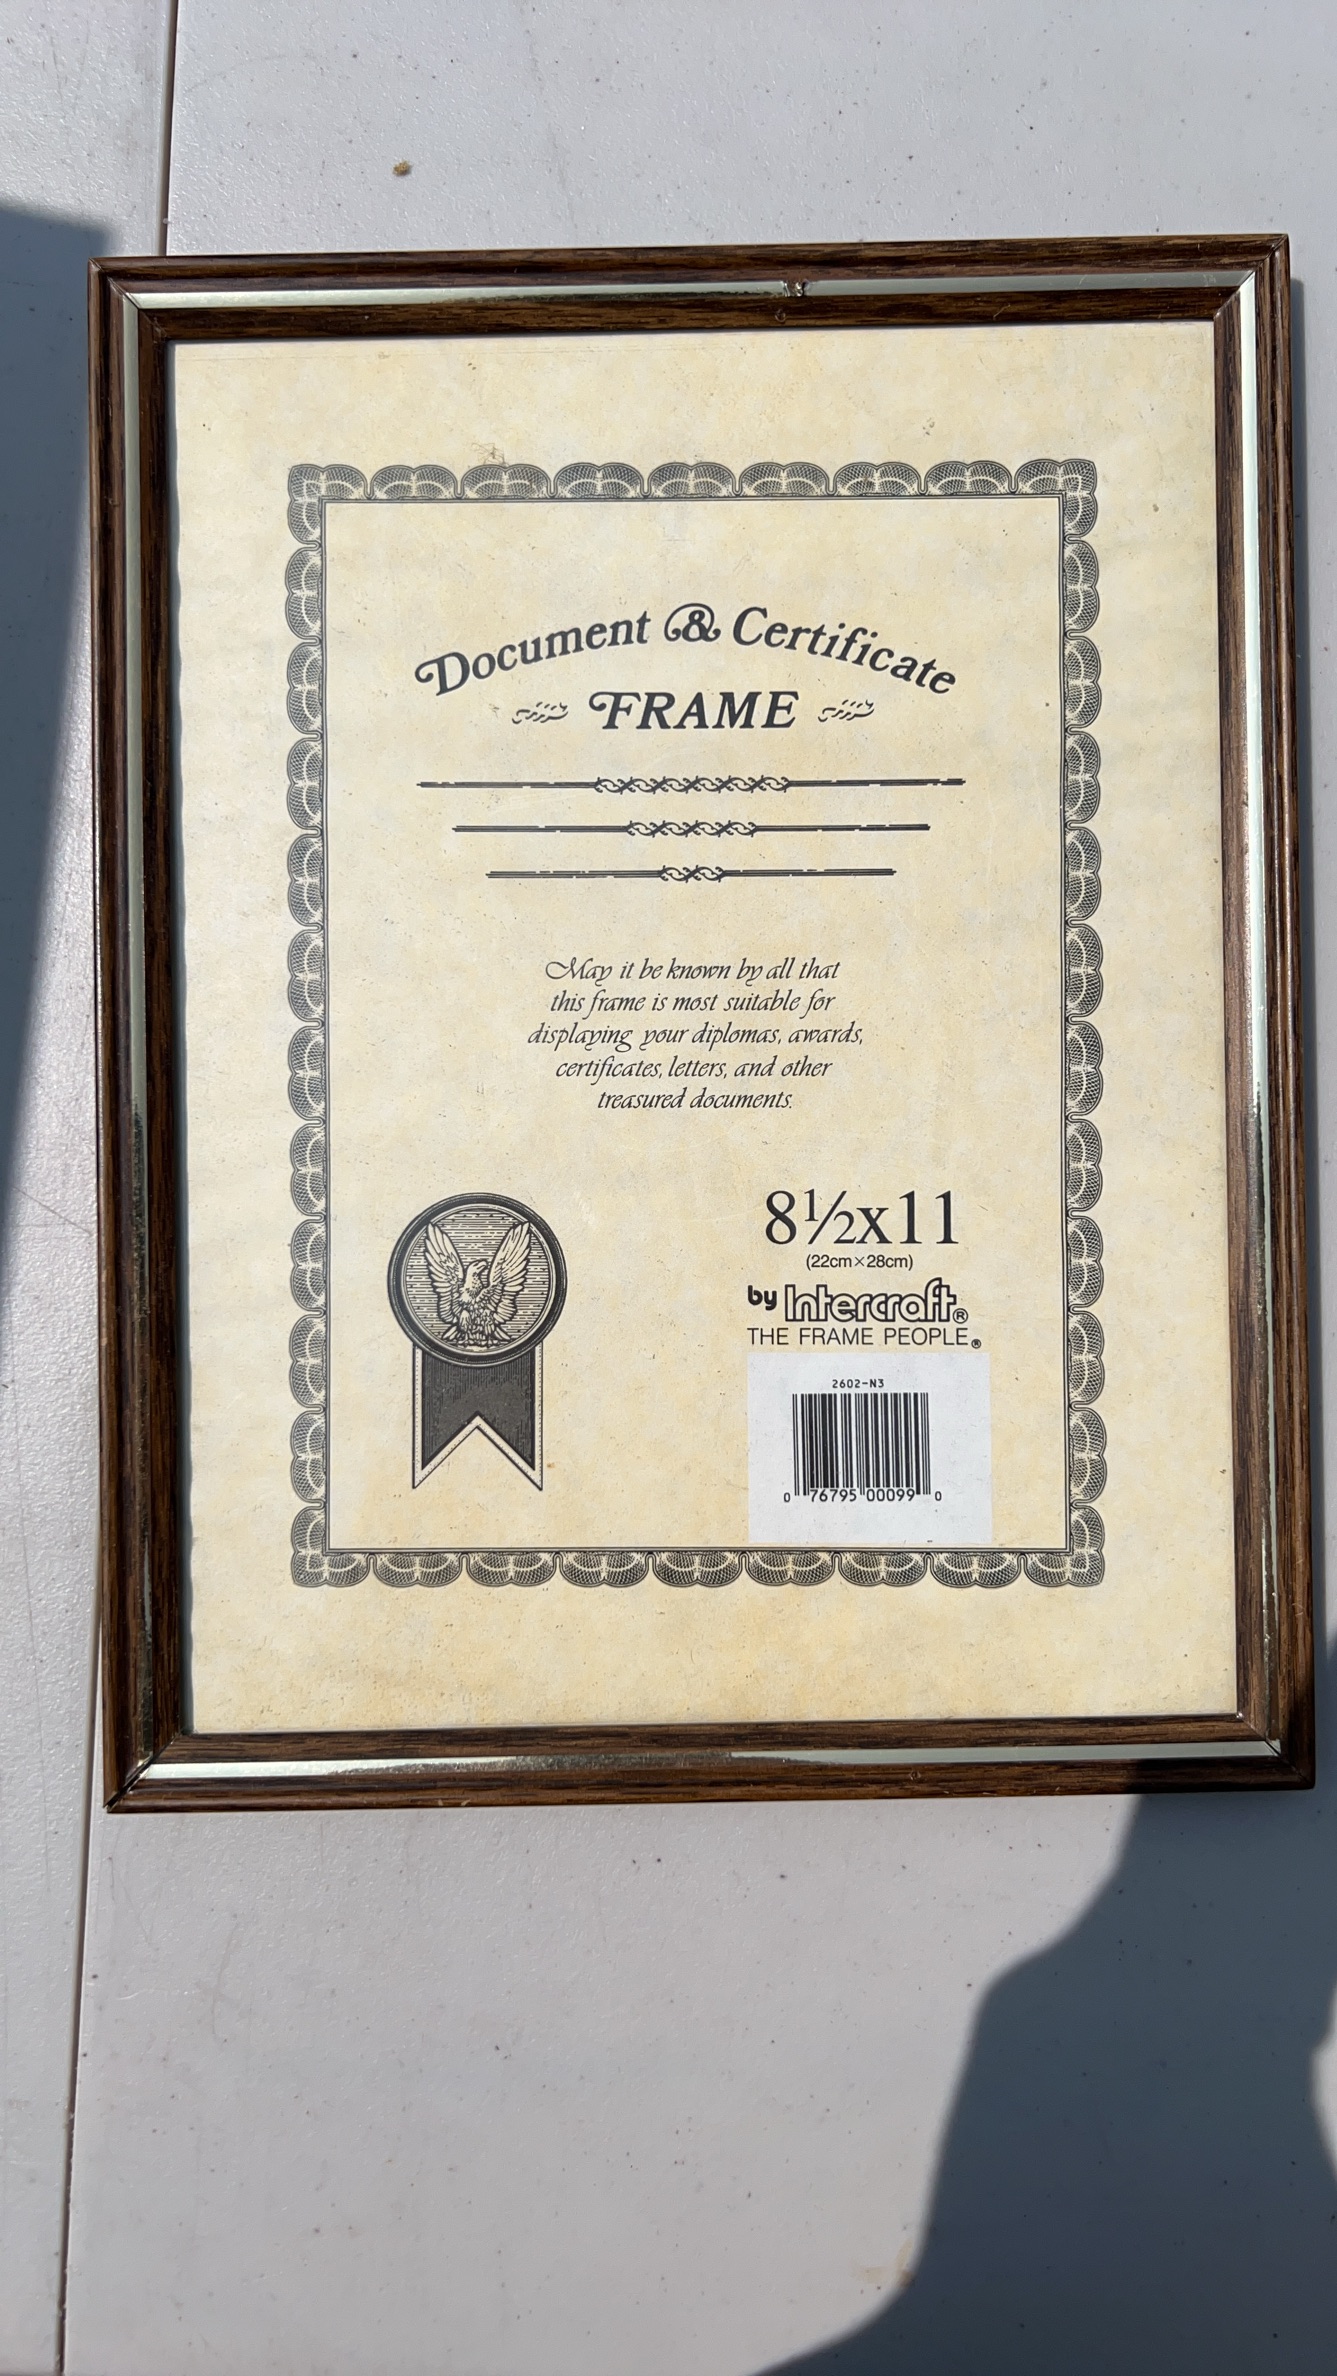 Document & Certificate
FRAME
May it be known by all that
this frame is most suitable for
displaying your diplomas, awards,
certificates, letters, and other
treasured documents.
8½x11
(22cm×28cm)
by Intercraft®
THE FRAME PEOPLE®
2602-N3
0 76795 00099 0